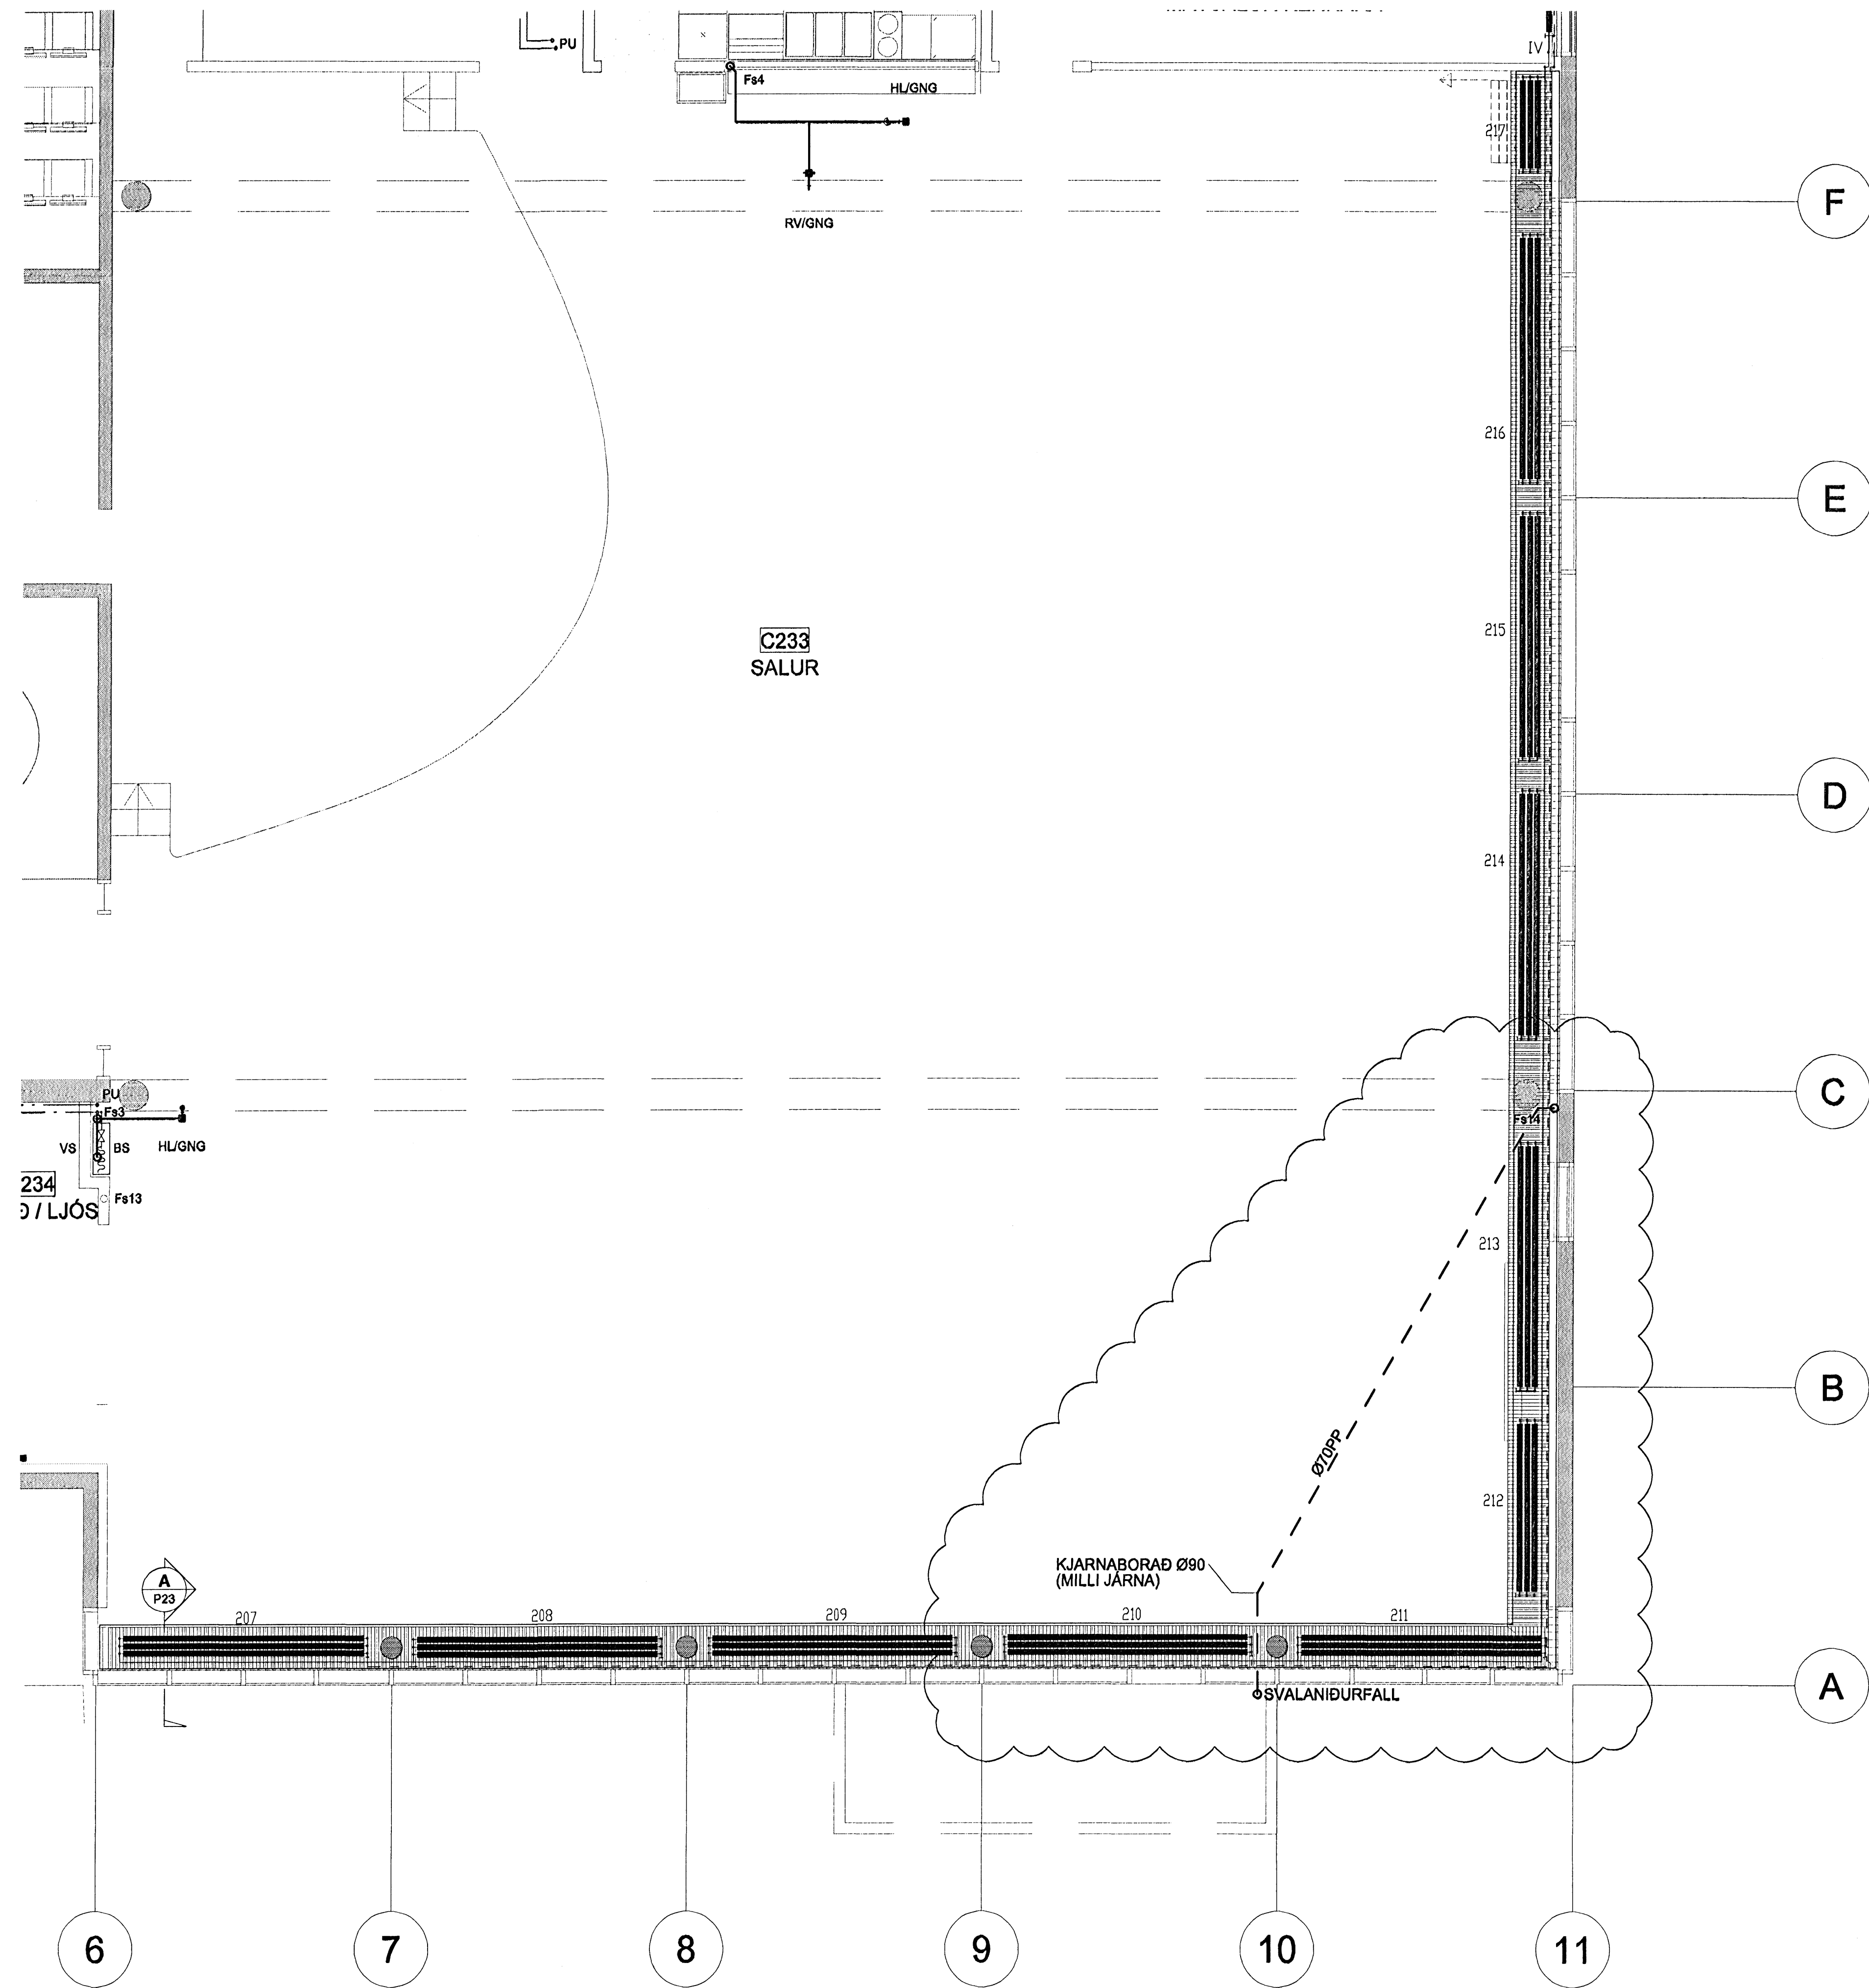 PU
IV
Fs4
HL/GNG
217
F
RV/GNG
216
E
C233
SALUR
215
D
214
C
PU
Fs3
VS
BS
HL/GNG
Fs14
234
Fs13
Ð / LJÓS
213
B
Ø70PP
212
KJARNABORAÐ Ø90
(MILLI JÁRNA)
A
P23
207
208
209
210
211
SVALANIÐURFALL
A
6
7
8
9
10
11